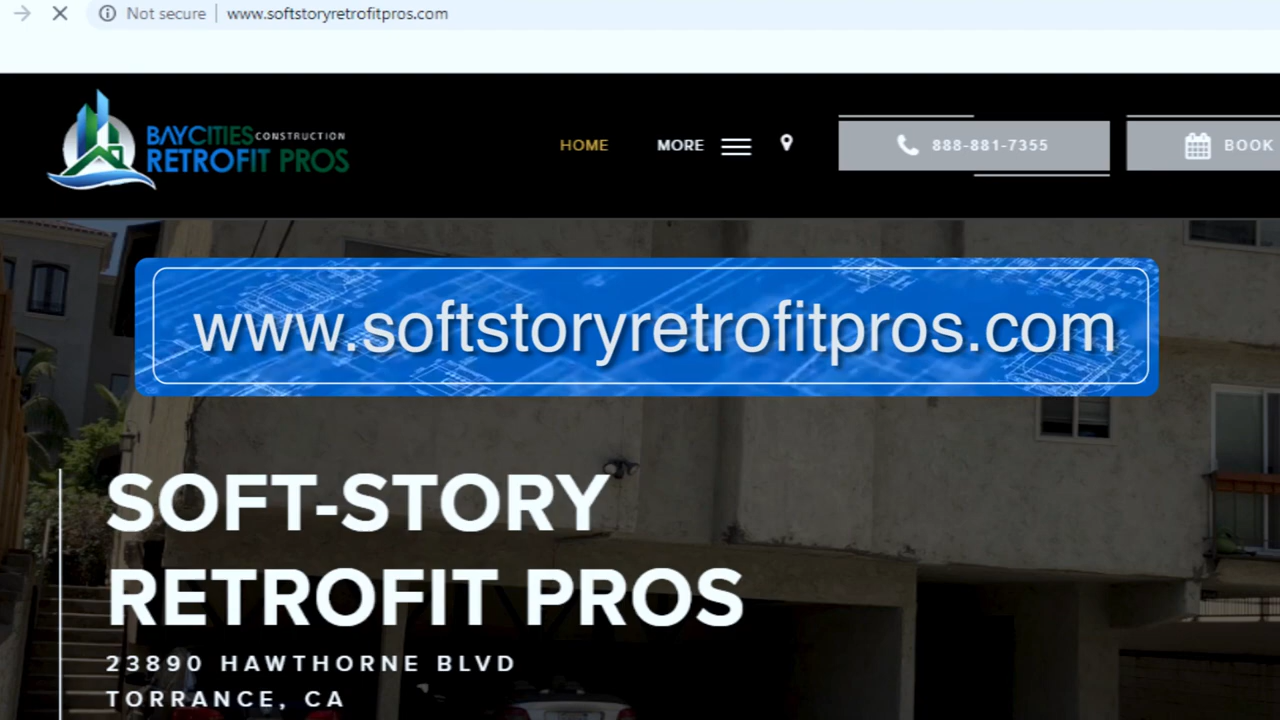 Not secure www.softstoryretrofitpros.com
BAYCITIES CONSTRUCTION
RETROFIT PROS
HOME
MORE
888-881-7355
BOOK
www.softstoryretrofitpros.com
SOFT-STORY
RETROFIT PROS
23890 HAWTHORNE BLVD
TORRANCE, CA